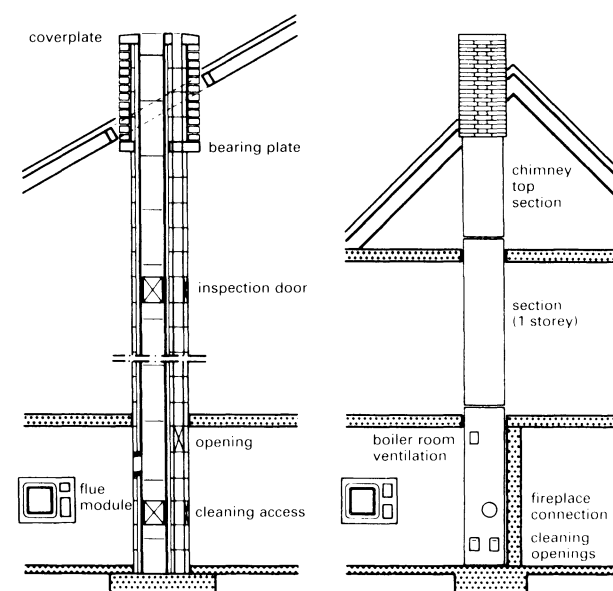 coverplate
bearing plate
inspection door
opening
flue
module
cleaning access
chimney
top
section
section
(1 storey)
boiler room
ventilation
fireplace
connection
cleaning
openings